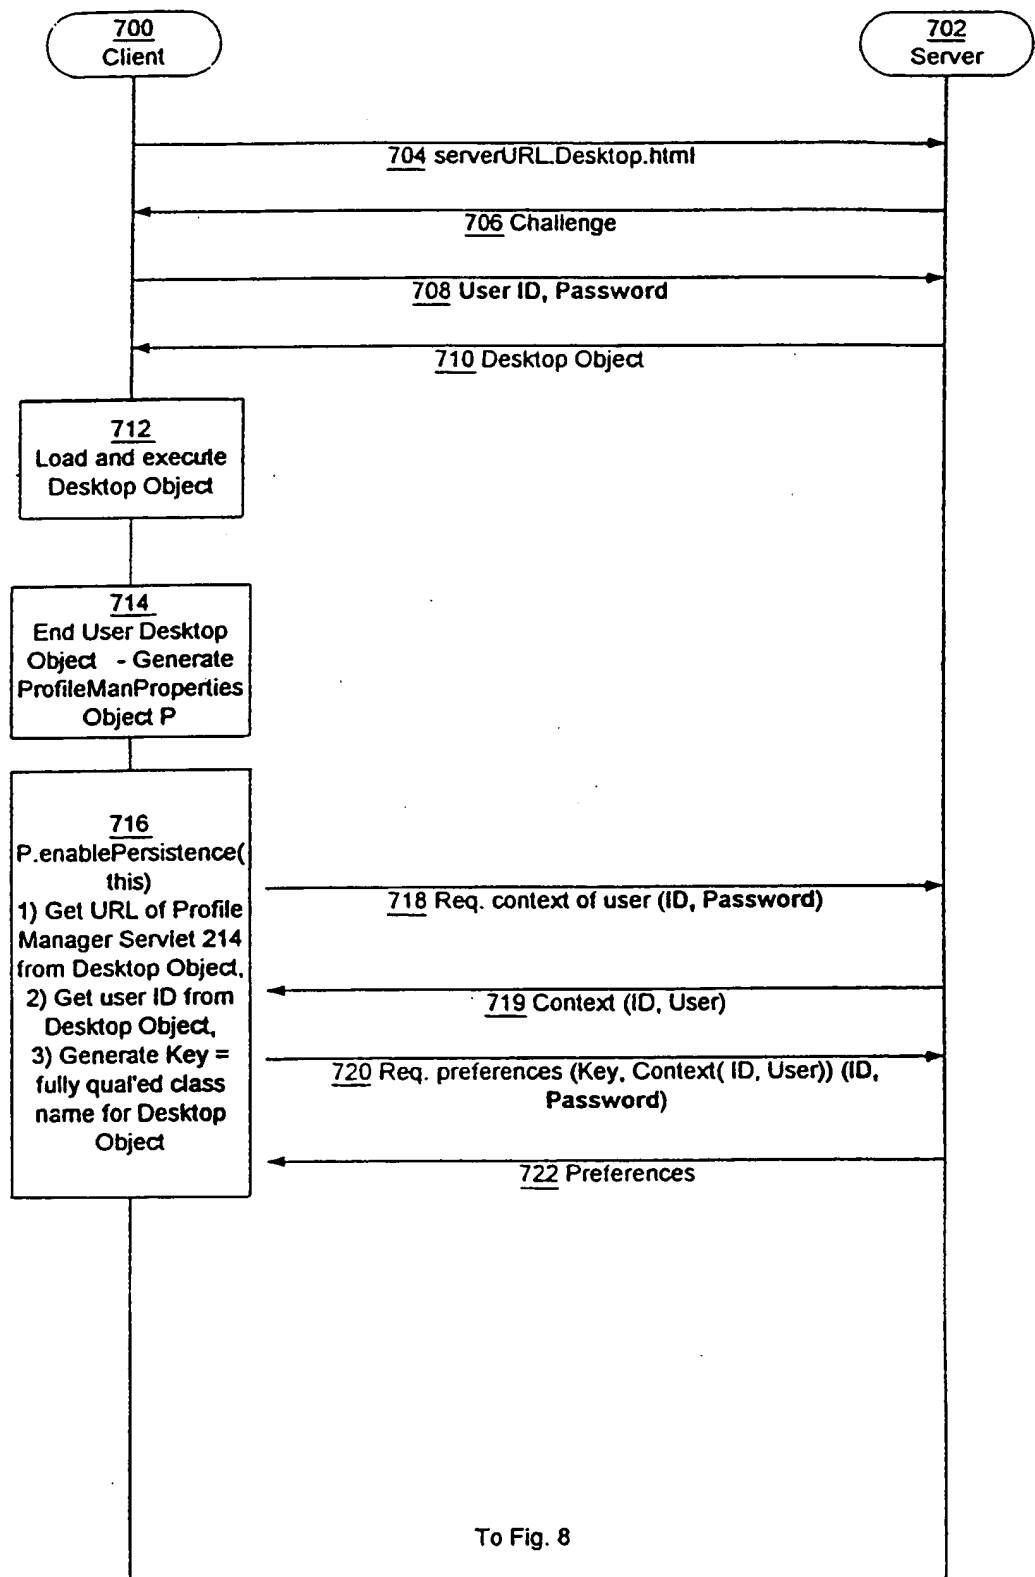 700
Client
702
Server
704 serverURL.Desktop.html
706 Challenge
708 User ID, Password
710 Desktop Object
712
Load and execute
Desktop Object
714
End User Desktop
Object - Generate
ProfileManProperties
Object P
716
P.enablePersistence(
this)
1) Get URL of Profile
Manager Servlet 214
from Desktop Object,
2) Get user ID from
Desktop Object,
3) Generate Key =
fully qual'ed class
name for Desktop
Object
718 Req. context of user (ID, Password)
719 Context (ID, User)
720 Req. preferences (Key, Context( ID, User)) (ID,
Password)
722 Preferences
To Fig. 8